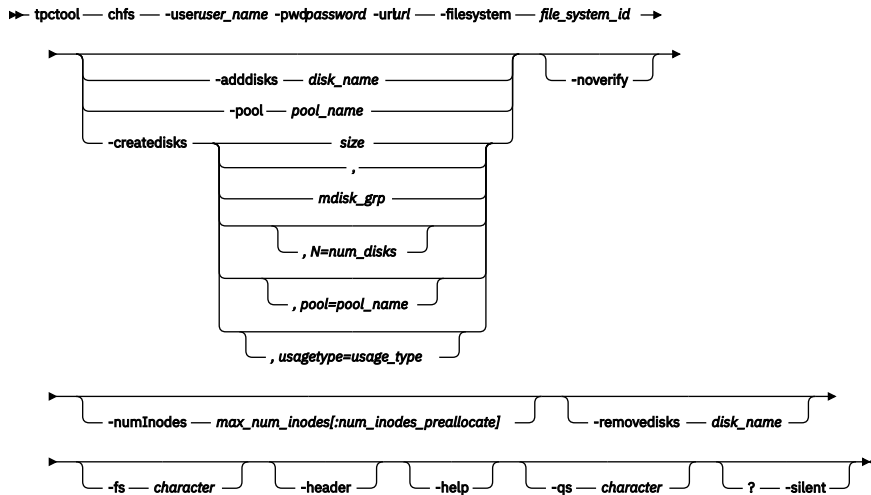 tpctool chfs -useruser_name -pwdpassword -urlurl -filesystem file_system_id
-adddisks disk_name -noverify
-pool pool_name
-createdisks size
,
mdisk_grp
, N=num_disks
, pool=pool_name
, usagetype=usage_type
-numInodes max_num_inodes[:num_inodes_preallocate] -removedisks disk_name
-fs character -header -help -qs character ? -silent